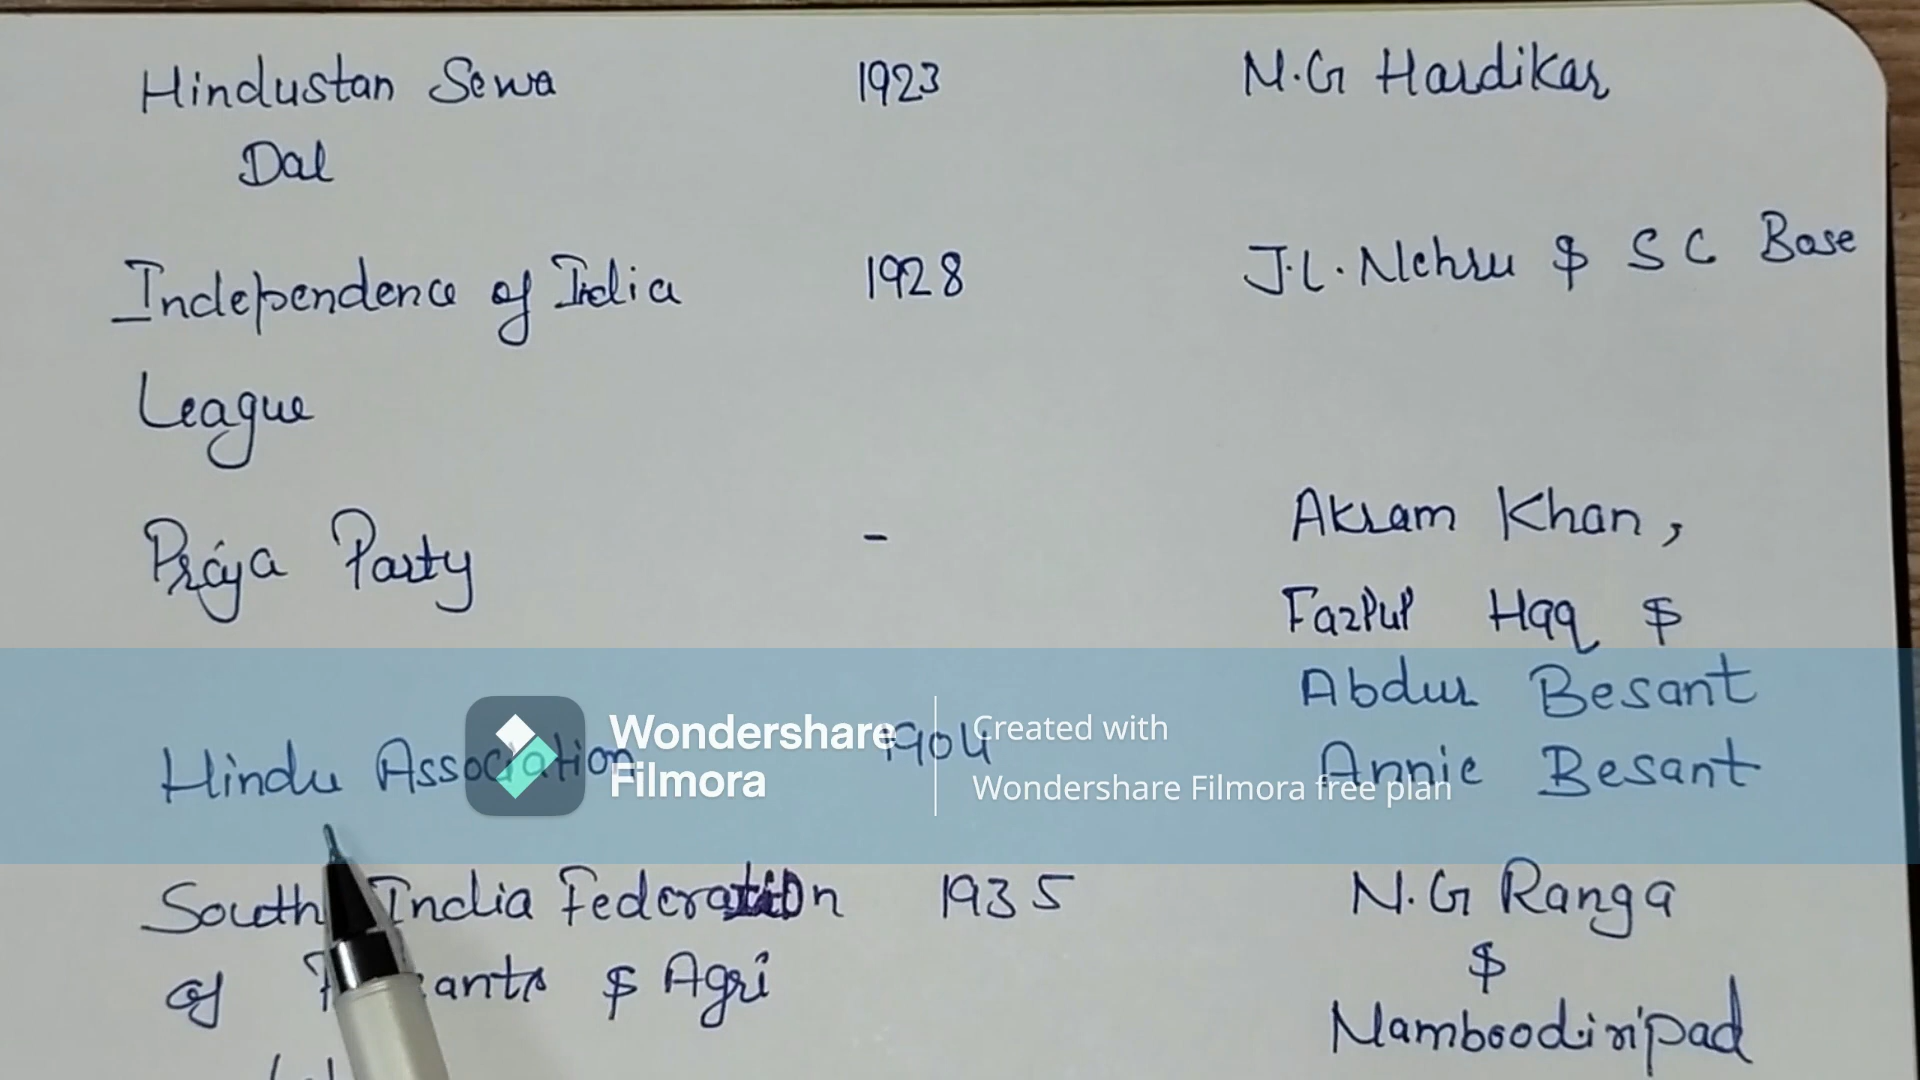 Hindustan Sewa 1923 N.G Hardikar
Dal
Independence of India 1928 J.L. Nehru $ S C Bose
League
Praja Party - Akram Khan,
Fazlul Haq $
Abdur Besant
Hindu Association 1904 Annie Besant
Wondershare Filmora
Created with
Wondershare Filmora free plan
South India Federation 1935 N.G Ranga
of $ Agri $
Namboodiripad